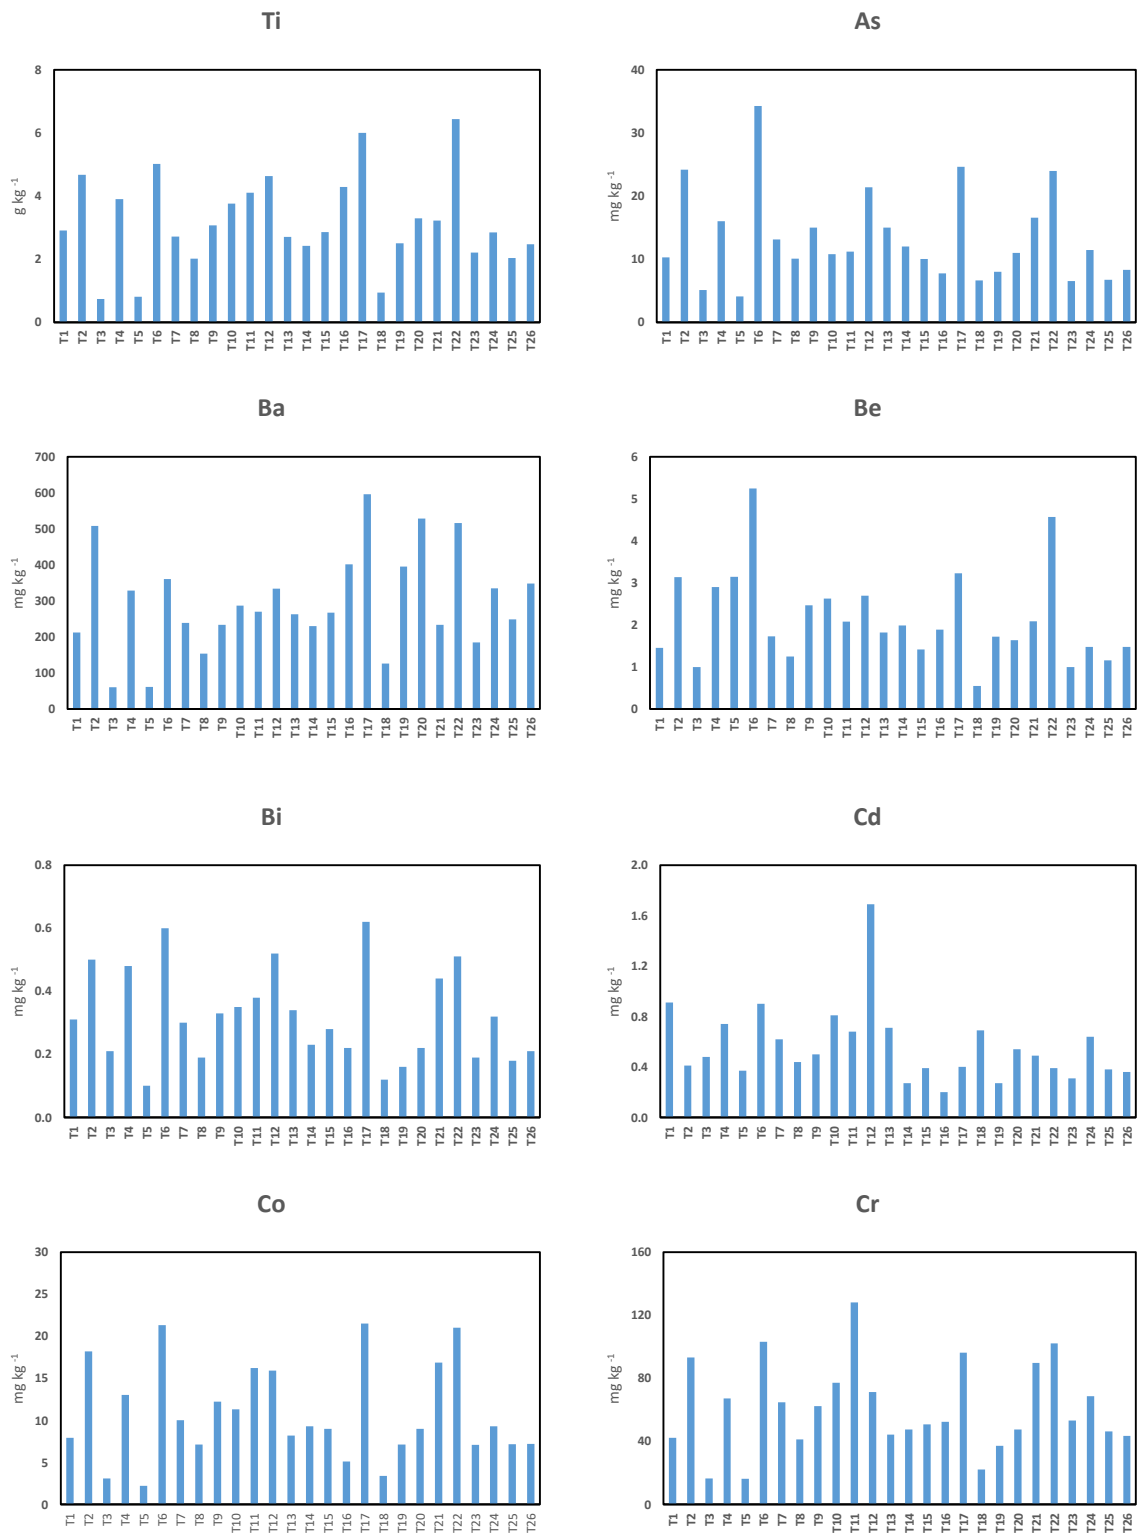 Ti
8
6
4
2
0
g kg -1
T1 T2 T3 T4 T5 T6 T7 T8 T9 T10 T11 T12 T13 T14 T15 T16 T17 T18 T19 T20 T21 T22 T23 T24 T25 T26
As
40
30
20
10
0
mg kg -1
T1 T2 T3 T4 T5 T6 T7 T8 T9 T10 T11 T12 T13 T14 T15 T16 T17 T18 T19 T20 T21 T22 T23 T24 T25 T26
Ba
700
600
500
400
300
200
100
0
mg kg -1
T1 T2 T3 T4 T5 T6 T7 T8 T9 T10 T11 T12 T13 T14 T15 T16 T17 T18 T19 T20 T21 T22 T23 T24 T25 T26
Be
6
5
4
3
2
1
0
mg kg -1
T1 T2 T3 T4 T5 T6 T7 T8 T9 T10 T11 T12 T13 T14 T15 T16 T17 T18 T19 T20 T21 T22 T23 T24 T25 T26
Bi
0.8
0.6
0.4
0.2
0.0
mg kg -1
T1 T2 T3 T4 T5 T6 T7 T8 T9 T10 T11 T12 T13 T14 T15 T16 T17 T18 T19 T20 T21 T22 T23 T24 T25 T26
Cd
2.0
1.6
1.2
0.8
0.4
0.0
mg kg -1
T1 T2 T3 T4 T5 T6 T7 T8 T9 T10 T11 T12 T13 T14 T15 T16 T17 T18 T19 T20 T21 T22 T23 T24 T25 T26
Co
30
25
20
15
10
5
0
mg kg -1
T1 T2 T3 T4 T5 T6 T7 T8 T9 T10 T11 T12 T13 T14 T15 T16 T17 T18 T19 T20 T21 T22 T23 T24 T25 T26
Cr
160
120
80
40
0
mg kg -1
T1 T2 T3 T4 T5 T6 T7 T8 T9 T10 T11 T12 T13 T14 T15 T16 T17 T18 T19 T20 T21 T22 T23 T24 T25 T26